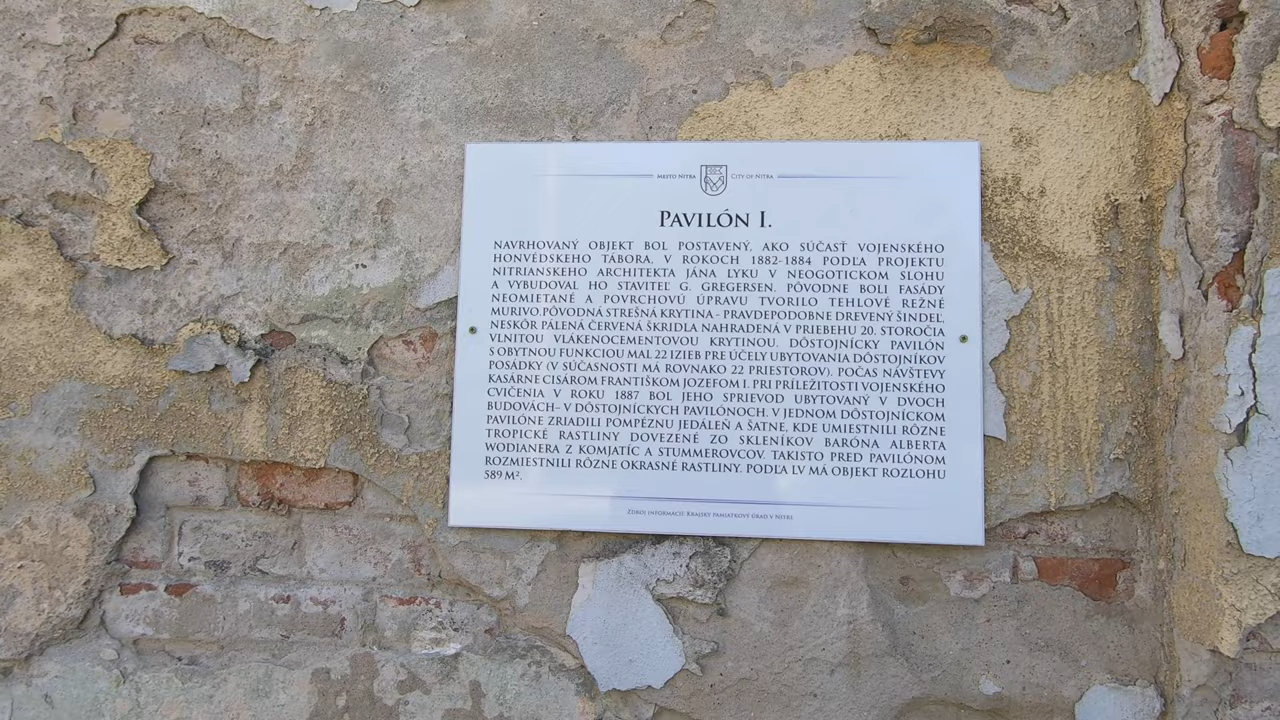 MESTO NITRA CITY OF NITRA
PAVILÓN I.
NAVRHOVANÝ OBJEKT BOL POSTAVENÝ, AKO SÚČASŤ VOJENSKÉHO
HONVÉDSKEHO TÁBORA, V ROKOCH 1882-1884 PODĽA PROJEKTU
NITRIANSKEHO ARCHITEKTA JÁNA LYKU V NEOGOTICKOM SLOHU
A VYBUDOVAL HO STAVITEĽ G. GREGERSEN. PÔVODNE BOLI FASÁDY
NEOMIETANÉ A POVRCHOVÚ ÚPRAVU TVORILO TEHLOVÉ REŽNÉ
MURIVO. PÔVODNÁ STREŠNÁ KRYTINA - PRAVDEPODOBNE DREVENÝ ŠINDEĽ,
NESKÔR PÁLENÁ ČERVENÁ ŠKRIDLA NAHRADENÁ V PRIEBEHU 20. STOROČIA
VLNITOU VLÁKENOCEMENTOVOU KRYTINOU. DÔSTOJNÍCKY PAVILÓN
S OBYTNOU FUNKCIOU MAL 22 IZIEB PRE ÚČELY UBYTOVANIA DÔSTOJNÍKOV
POSÁDKY (V SÚČASNOSTI MÁ ROVNAKO 22 PRIESTOROV). POČAS NÁVŠTEVY
KASÁRNE CISÁROM FRANTIŠKOM JOZEFOM I. PRI PRÍLEŽITOSTI VOJENSKÉHO
CVIČENIA V ROKU 1887 BOL JEHO SPRIEVOD UBYTOVANÝ V DVOCH
BUDOVÁCH– V DÔSTOJNÍCKYCH PAVILÓNOCH. V JEDNOM DÔSTOJNÍCKOM
PAVILÓNE ZRIADILI POMPÉZNU JEDÁLEŇ A ŠATNE, KDE UMIESTNILI RÔZNE
TROPICKÉ RASTLINY DOVEZENÉ ZO SKLENÍKOV BARÓNA ALBERTA
WODIANERA Z KOMJATÍC A STUMMEROVCOV. TAKISTO PRED PAVILÓNOM
ROZMIESTNILI RÔZNE OKRASNÉ RASTLINY. PODĽA LV MÁ OBJEKT ROZLOHU
589 M².
ZDROJ INFORMÁCIÍ: KRAJSKÝ PAMIATKOVÝ ÚRAD V NITRE